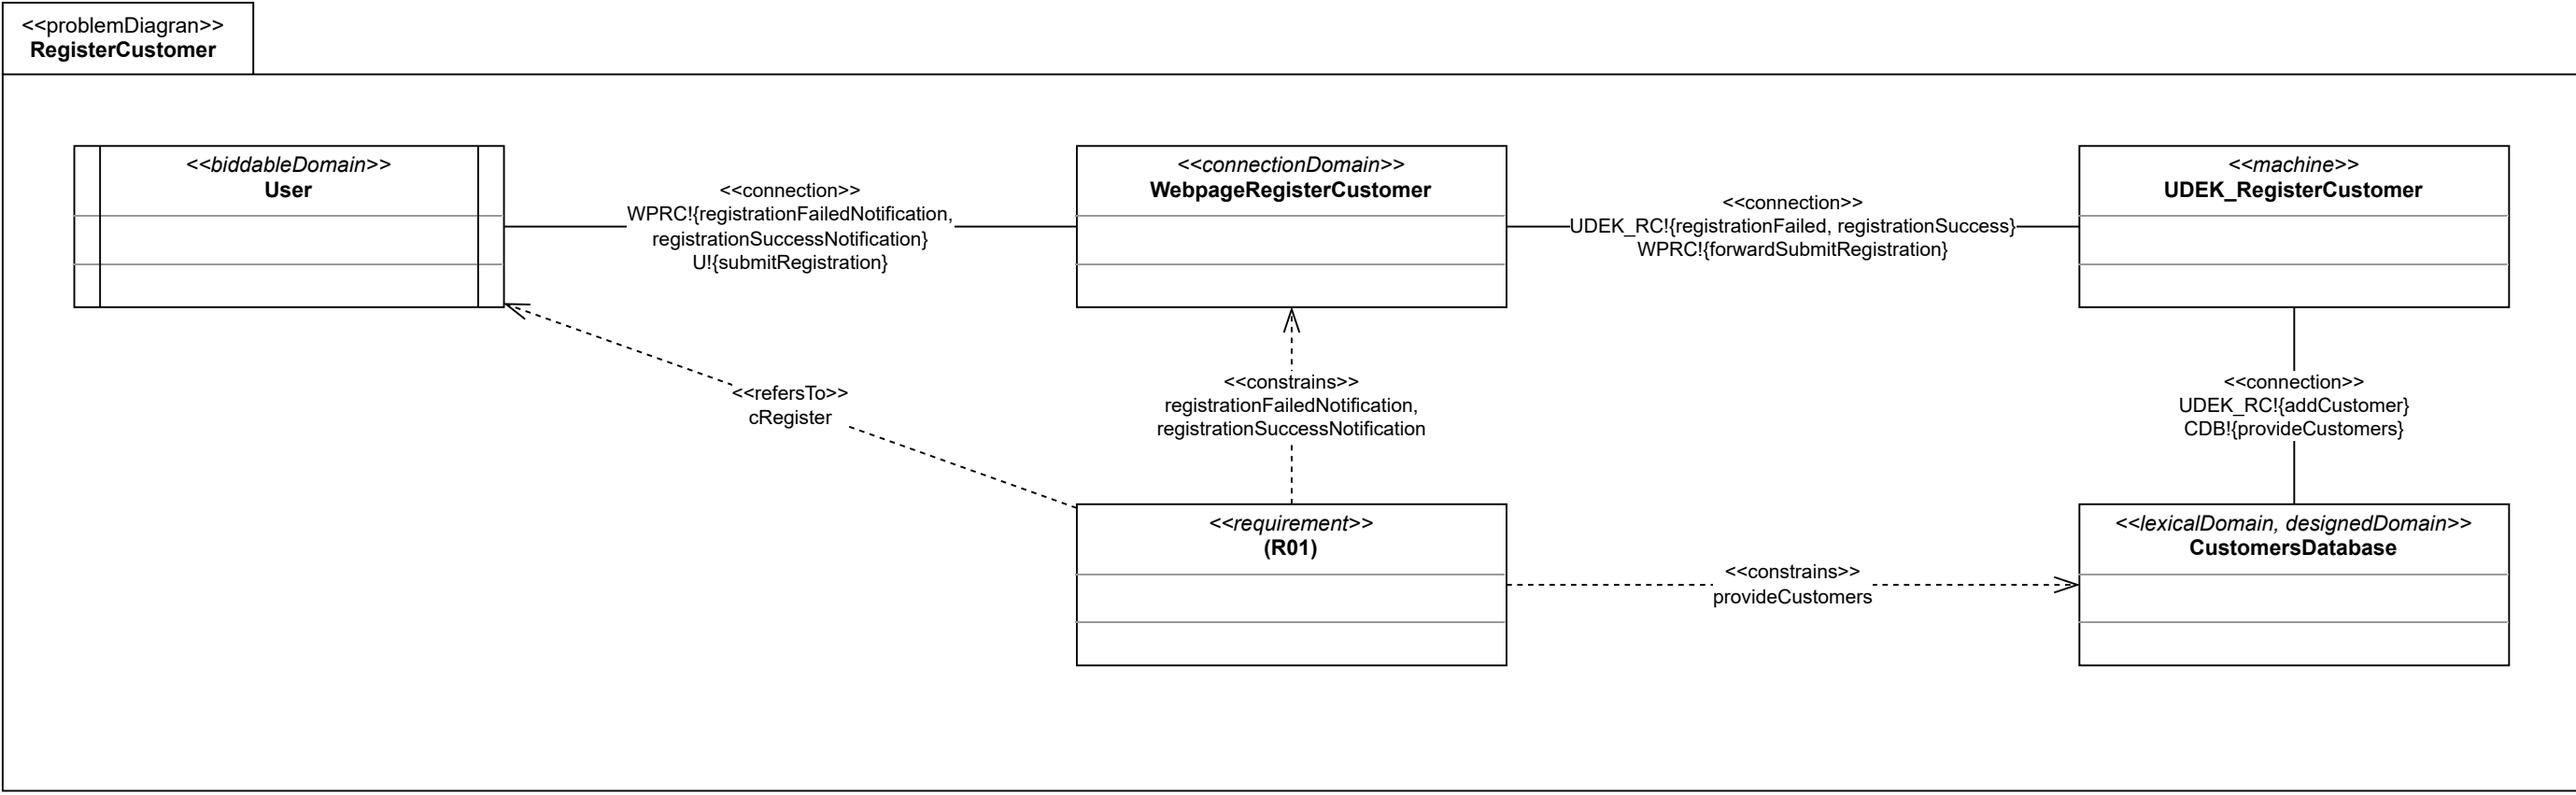 <<problemDiagran>>
RegisterCustomer
<<biddableDomain>>
User
<<connection>>
WPRC!{registrationFailedNotification,
registrationSuccessNotification}
U!{submitRegistration}
<<connectionDomain>>
WebpageRegisterCustomer
<<connection>>
UDEK_RC!{registrationFailed, registrationSuccess}
WPRC!{forwardSubmitRegistration}
<<machine>>
UDEK_RegisterCustomer
<<refersTo>>
cRegister
<<constrains>>
registrationFailedNotification,
registrationSuccessNotification
<<connection>>
UDEK_RC!{addCustomer}
CDB!{provideCustomers}
<<requirement>>
(R01)
<<constrains>>
provideCustomers
<<lexicalDomain, designedDomain>>
CustomersDatabase